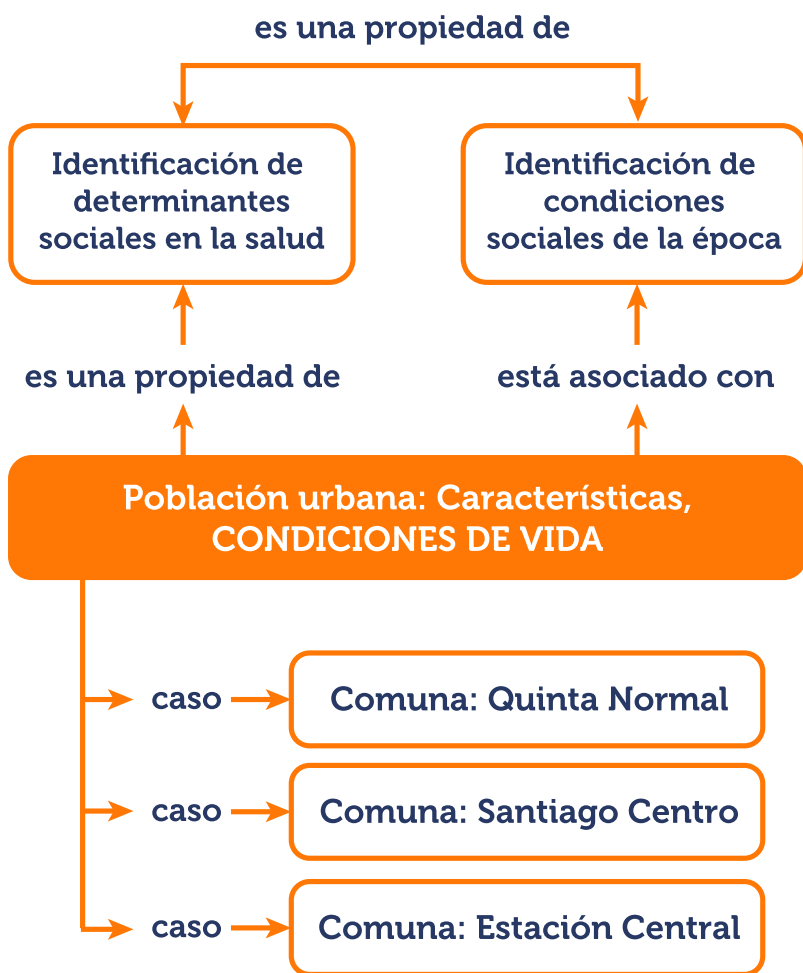 es una propiedad de
Identificación de
determinantes
sociales en la salud
Identificación de
condiciones
sociales de la época
es una propiedad de
está asociado con
Población urbana: Características,
CONDICIONES DE VIDA
caso
Comuna: Quinta Normal
caso
Comuna: Santiago Centro
caso
Comuna: Estación Central